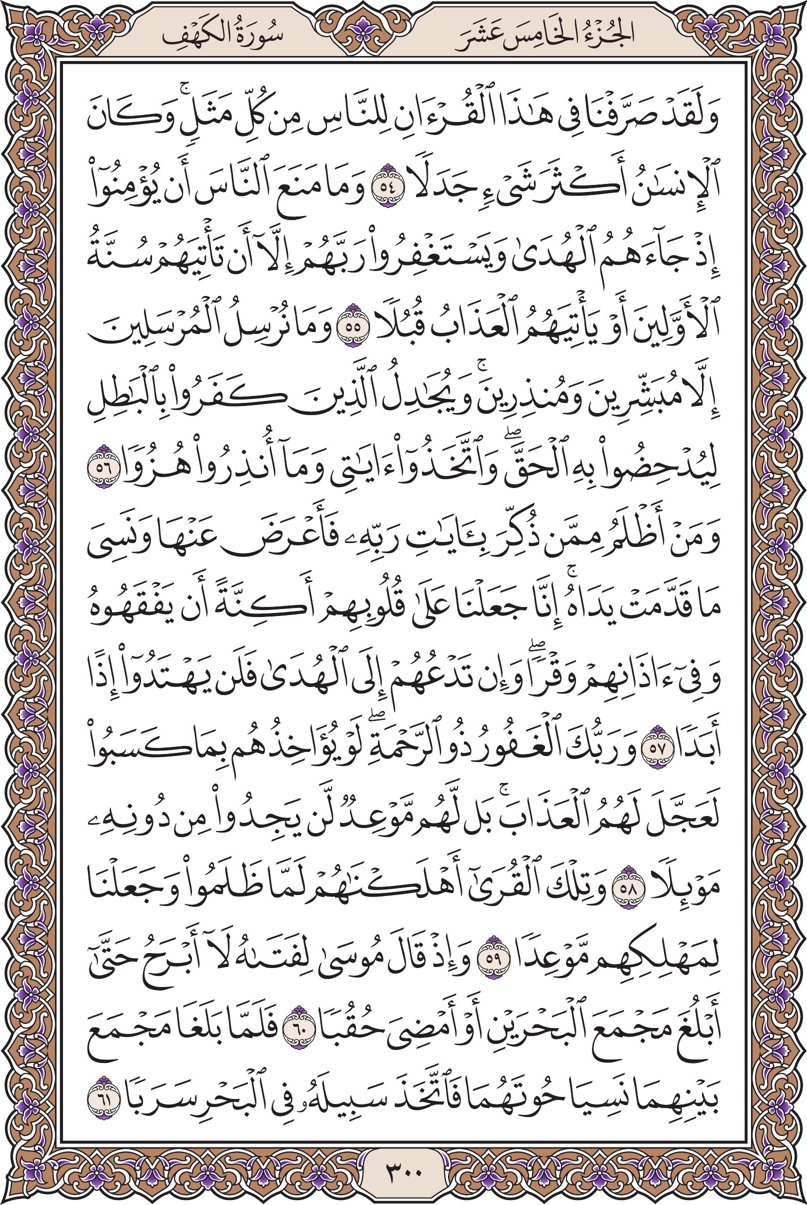 الجُزْءُ الخَامِسَ عَشَرَ
سُورَةُ الكَهْفِ
وَلَقَدْ صَرَّفْنَا فِى هَٰذَا ٱلْقُرْءَانِ لِلنَّاسِ مِن كُلِّ مَثَلٍۢ ۚ وَكَانَ
ٱلْإِنسَٰنُ أَكْثَرَ شَىْءٍۢ جَدَلًۭا ٥٤ وَمَا مَنَعَ ٱلنَّاسَ أَن يُؤْمِنُوٓا۟
إِذْ جَآءَهُمُ ٱلْهُدَىٰ وَيَسْتَغْفِرُوا۟ رَبَّهُمْ إِلَّآ أَن تَأْتِيَهُمْ سُنَّةُ
ٱلْأَوَّلِينَ أَوْ يَأْتِيَهُمُ ٱلْعَذَابُ قُبُلًۭا ٥٥ وَمَا نُرْسِلُ ٱلْمُرْسَلِينَ
إِلَّا مُبَشِّرِينَ وَمُنذِرِينَ ۚ وَيُجَٰدِلُ ٱلَّذِينَ كَفَرُوا۟ بِٱلْبَٰطِلِ
لِيُدْحِضُوا۟ بِهِ ٱلْحَقَّ ۖ وَٱتَّخَذُوٓا۟ ءَايَٰتِى وَمَآ أُنذِرُوا۟ هُزُوًۭا ٥٦
وَمَنْ أَظْلَمُ مِمَّن ذُكِّرَ بِـَٔايَٰتِ رَبِّهِۦ فَأَعْرَضَ عَنْهَا وَنَسِىَ
مَا قَدَّمَتْ يَدَاهُ ۚ إِنَّا جَعَلْنَا عَلَىٰ قُلُوبِهِمْ أَكِنَّةً أَن يَفْقَهُوهُ
وَفِىٓ ءَاذَانِهِمْ وَقْرًۭا ۖ وَإِن تَدْعُهُمْ إِلَى ٱلْهُدَىٰ فَلَن يَهْتَدُوٓا۟ إِذًا
أَبَدًۭا ٥٧ وَرَبُّكَ ٱلْغَفُورُ ذُو ٱلرَّحْمَةِ ۖ لَوْ يُؤَاخِذُهُم بِمَا كَسَبُوا۟
لَعَجَّلَ لَهُمُ ٱلْعَذَابَ ۚ بَل لَّهُم مَّوْعِدٌۭ لَّن يَجِدُوا۟ مِن دُونِهِۦ
مَوْئِلًۭا ٥٨ وَتِلْكَ ٱلْقُرَىٰٓ أَهْلَكْنَٰهُمْ لَمَّا ظَلَمُوا۟ وَجَعَلْنَا
لِمَهْلِكِهِم مَّوْعِدًۭا ٥٩ وَإِذْ قَالَ مُوسَىٰ لِفَتَىٰهُ لَآ أَبْرَحُ حَتَّىٰٓ
أَبْلُغَ مَجْمَعَ ٱلْبَحْرَيْنِ أَوْ أَمْضِىَ حُقُبًۭا ٦٠ فَلَمَّا بَلَغَا مَجْمَعَ
بَيْنِهِمَا نَسِيَا حُوتَهُمَا فَٱتَّخَذَ سَبِيلَهُۥ فِى ٱلْبَحْرِ سَرَبًۭا ٦١
٣٠٠